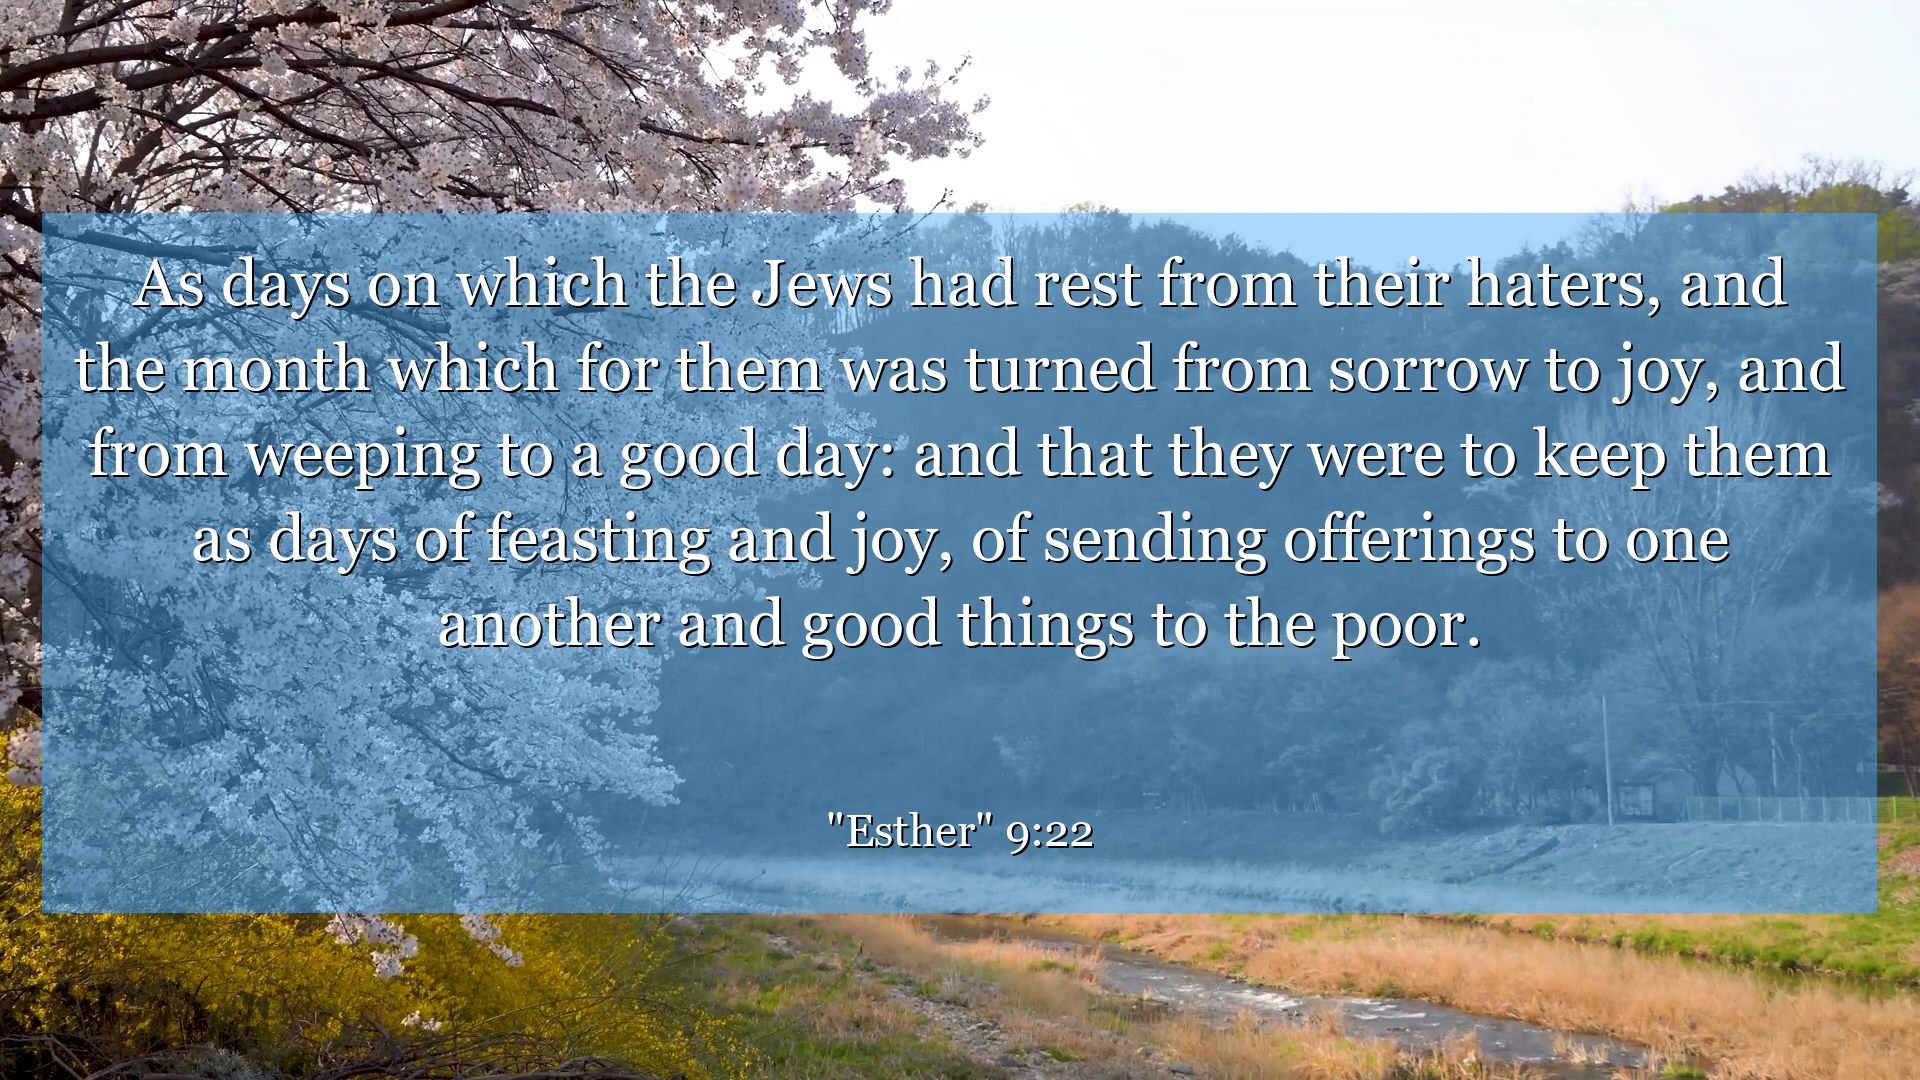 As days on which the Jews had rest from their haters, and
the month which for them was turned from sorrow to joy, and
from weeping to a good day: and that they were to keep them
as days of feasting and joy, of sending offerings to one
another and good things to the poor.
"Esther" 9:22